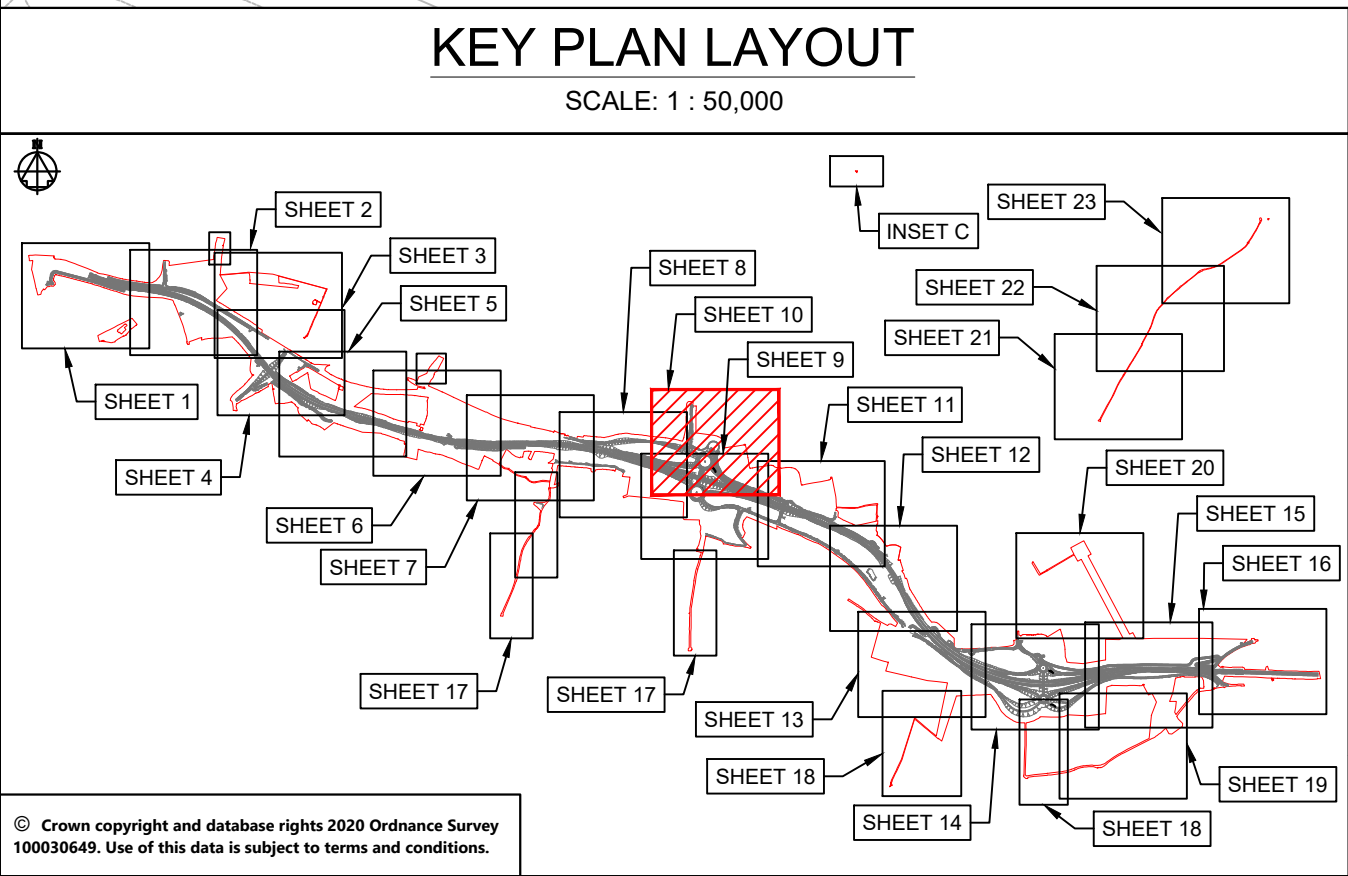 KEY PLAN LAYOUT
SCALE: 1 : 50,000
SHEET 2
SHEET 3
SHEET 5
SHEET 8
SHEET 10
SHEET 9
INSET C
SHEET 23
SHEET 22
SHEET 21
SHEET 1
SHEET 4
SHEET 6
SHEET 7
SHEET 11
SHEET 12
SHEET 20
SHEET 15
SHEET 16
SHEET 17
SHEET 17
SHEET 13
SHEET 18
SHEET 14
SHEET 18
SHEET 19
© Crown copyright and database rights 2020 Ordnance Survey
100030649. Use of this data is subject to terms and conditions.